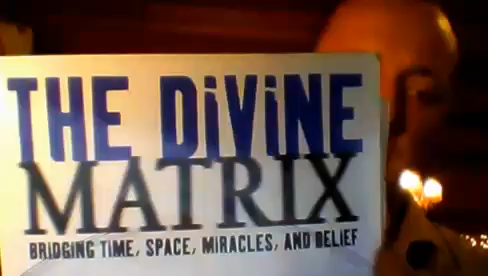 THE DiViNE
MATRIX
BRIDGING TIME, SPACE, MIRACLES, AND BELIEF